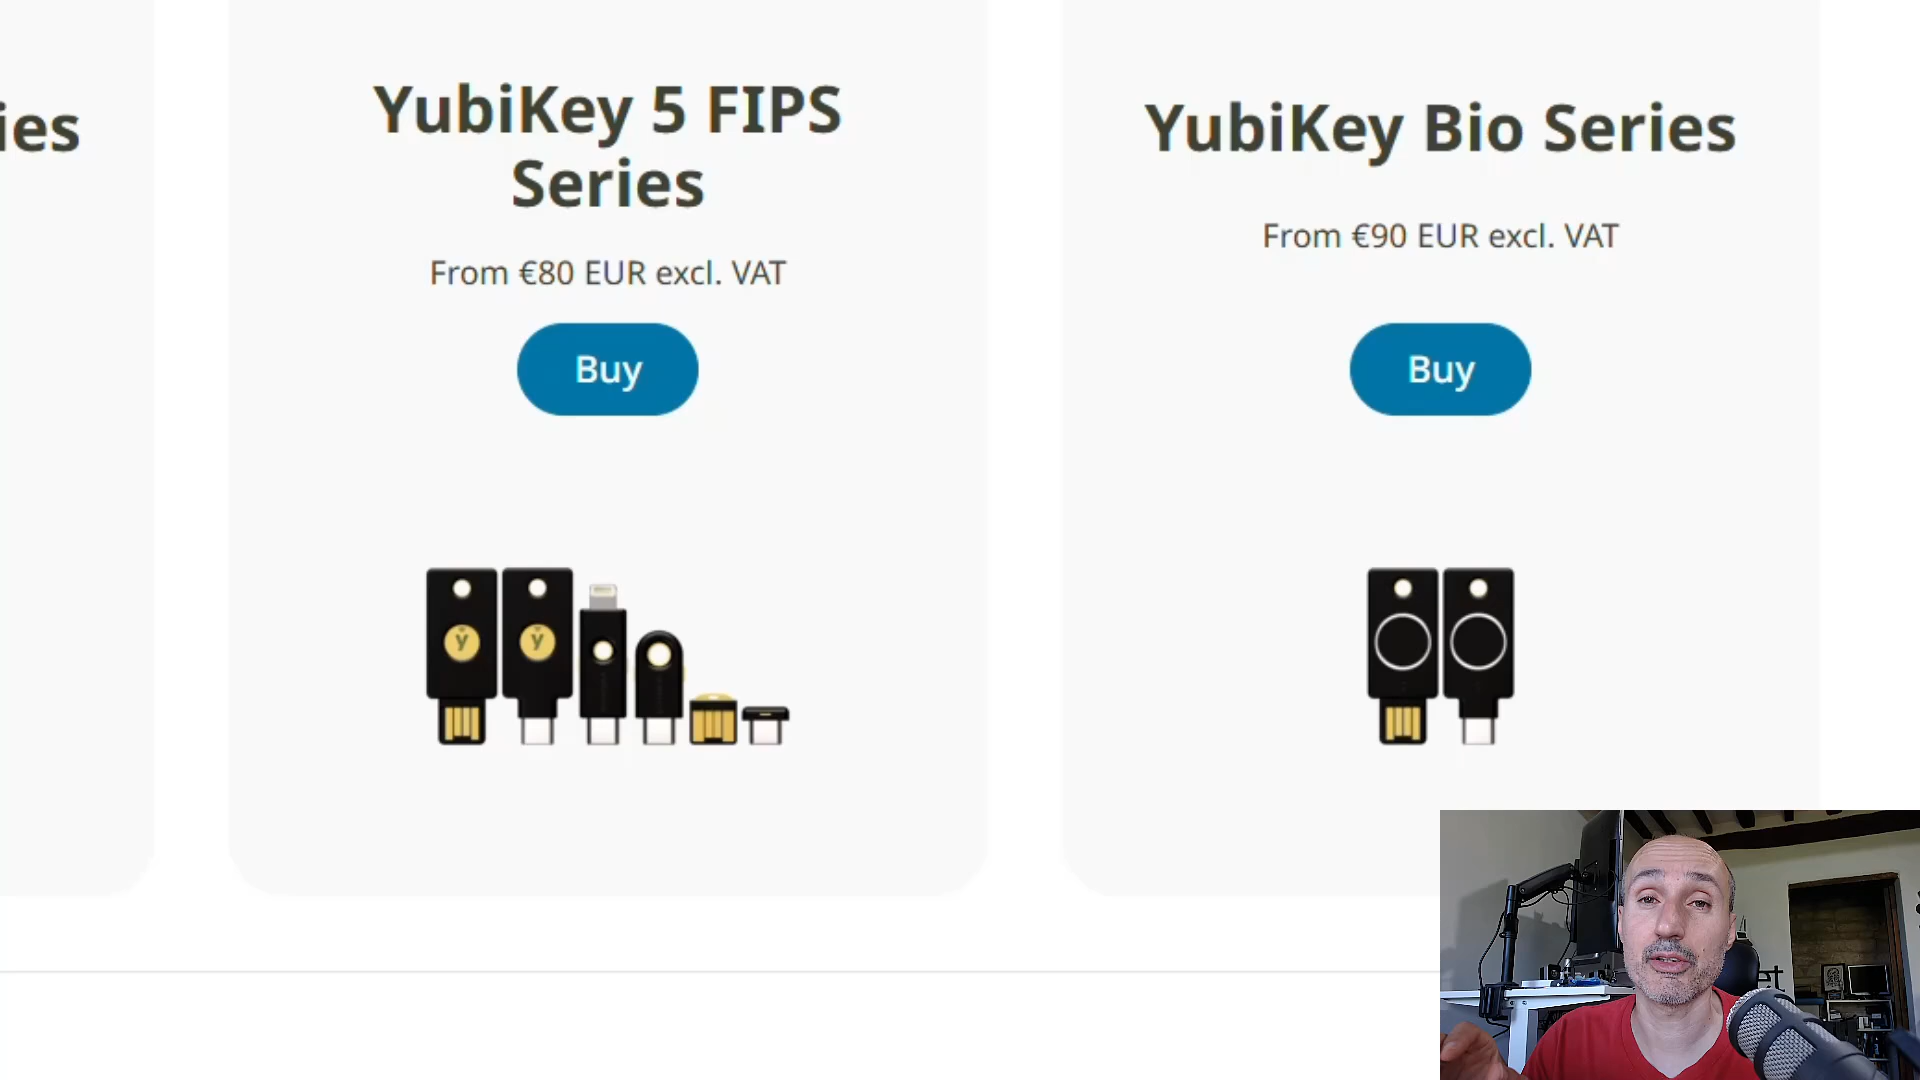 ies
YubiKey 5 FIPS
Series
From €80 EUR excl. VAT
Buy
YubiKey Bio Series
From €90 EUR excl. VAT
Buy
y
y
et